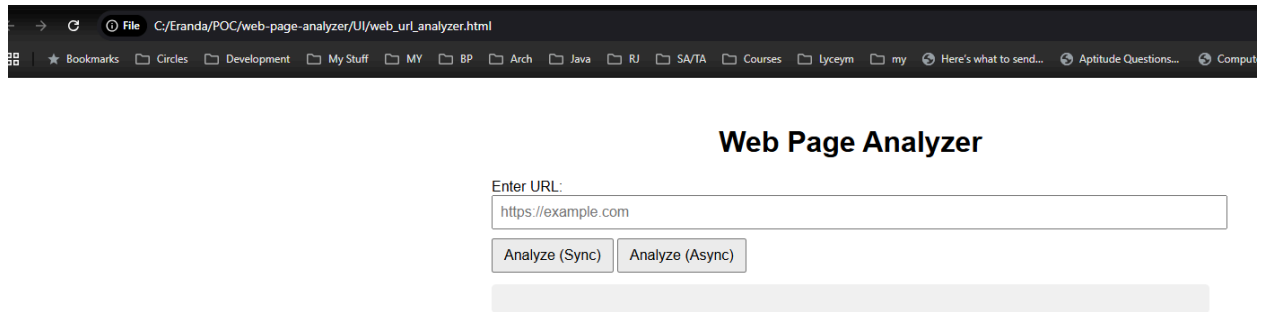 File C:/Eranda/POC/web-page-analyzer/UI/web_url_analyzer.html
Bookmarks Circles Development My Stuff MY BP Arch Java RJ SA/TA Courses Lyceym my Here's what to send... Aptitude Questions... Comput
Web Page Analyzer
Enter URL:
https://example.com
Analyze (Sync) Analyze (Async)